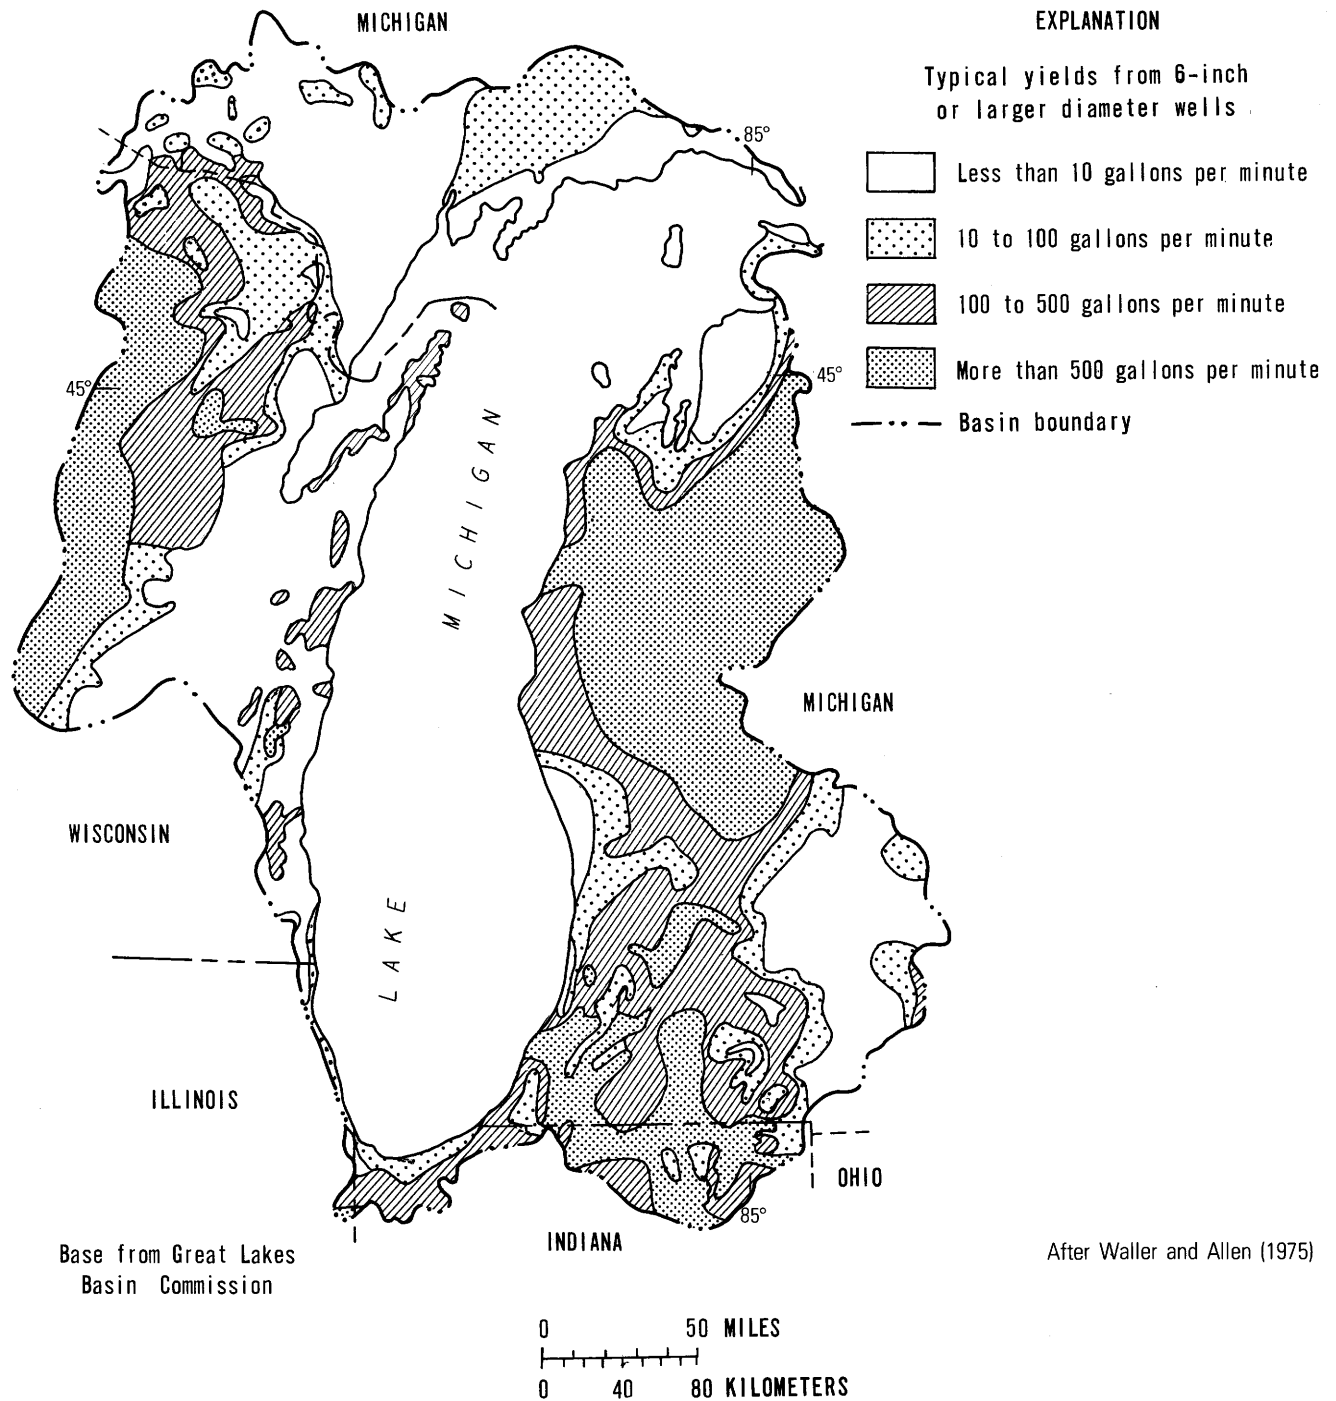 MICHIGAN
EXPLANATION
Typical yields from 6-inch
or larger diameter wells
Less than 10 gallons per minute
10 to 100 gallons per minute
100 to 500 gallons per minute
More than 500 gallons per minute
Basin boundary
85°
45°
45°
LAKE MICHIGAN
MICHIGAN
WISCONSIN
ILLINOIS
OHIO
85°
INDIANA
Base from Great Lakes
Basin Commission
After Waller and Allen (1975)
0 50 MILES
0 40 80 KILOMETERS